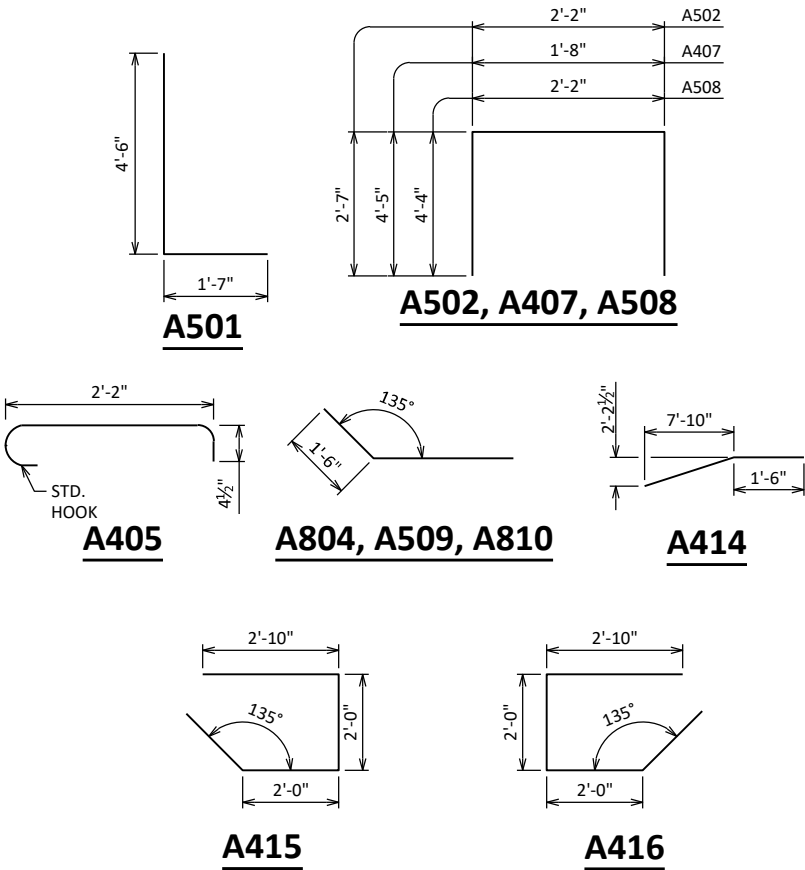 2'-2" A502
1'-8" A407
2'-2" A508
4'-6"
2'-7" 4'-5" 4'-4"
1'-7"
A501
A502, A407, A508
2'-2"
4½"
STD.
HOOK
A405
135°
1'-6"
A804, A509, A810
2'-2½"
7'-10"
1'-6"
A414
2'-10"
135°
2'-0"
2'-0"
A415
2'-10"
2'-0"
135°
2'-0"
A416